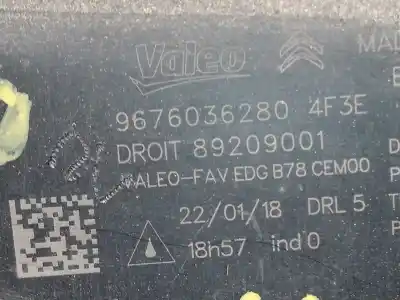 Valeo MAD
9676036280 4F3E E
DROIT 89209001
VALEO-FAV EDG B78 CEM00 D
22/01/18 DRL 5
18h57 ind 0